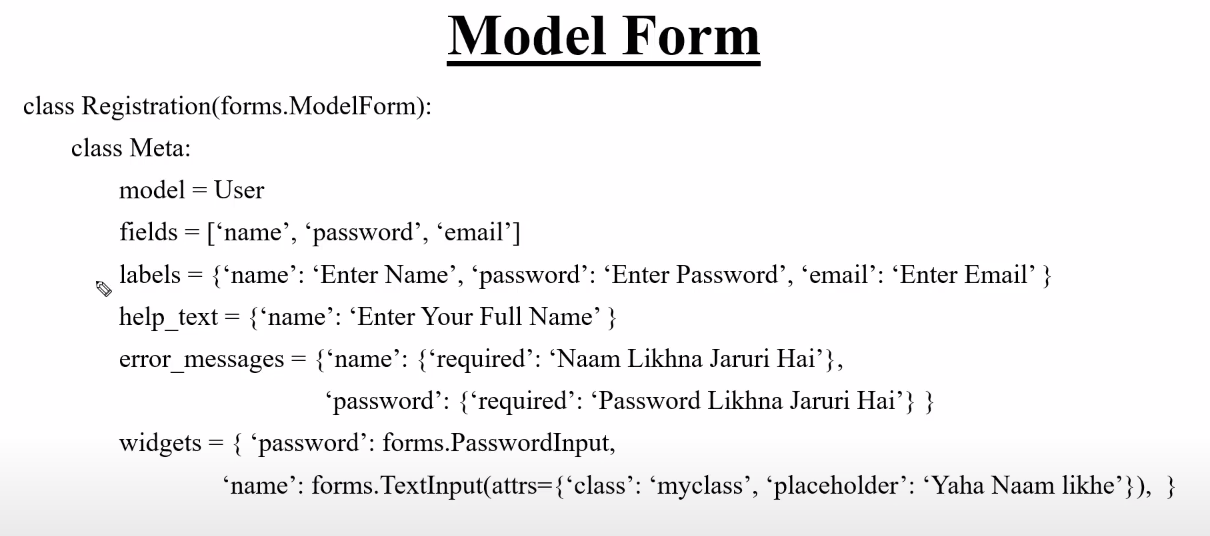 Model Form
class Registration(forms.ModelForm):
class Meta:
model = User
fields = [‘name’, ‘password’, ‘email’]
labels = {‘name’: ‘Enter Name’, ‘password’: ‘Enter Password’, ‘email’: ‘Enter Email’ }
help_text = {‘name’: ‘Enter Your Full Name’ }
error_messages = {‘name’: {‘required’: ‘Naam Likhna Jaruri Hai’},
‘password’: {‘required’: ‘Password Likhna Jaruri Hai’} }
widgets = { ‘password’: forms.PasswordInput,
‘name’: forms.TextInput(attrs={‘class’: ‘myclass’, ‘placeholder’: ‘Yaha Naam likhe’}), }